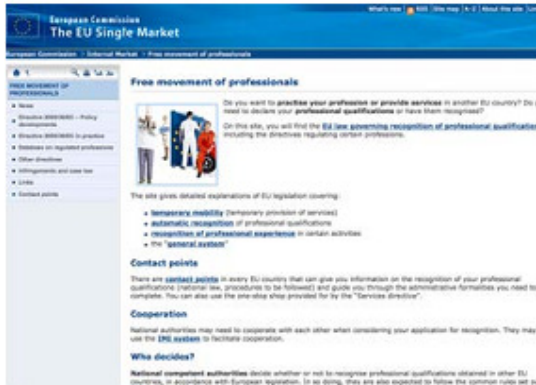 What's new | RSS | Site map | A-Z | About this site
European Commission
The EU Single Market
European Commission > Internal Market > Free movement of professionals
FREE MOVEMENT OF
PROFESSIONALS
News
Directive 2005/36/EC - Policy
developments
Directive 2005/36/EC in practice
Database on regulated professions
Other directives
Infringements and case law
Links
Contact points
Free movement of professionals
Do you want to practise your profession or provide services in another EU country? Do
need to declare your professional qualifications or have them recognised?
On this site, you will find the EU law governing recognition of professional
including the directives regulating certain professions.
The site gives detailed explanations of EU legislation covering:
temporary mobility (temporary provision of services)
automatic recognition of professional qualifications
recognition of professional experience in certain activities
the "general system"
Contact points
There are contact points in every EU country that can give you information on the recognition of your professional
qualifications (national law, procedures to be followed) and guide you through the administrative formalities you need to
complete. You can also use the one-stop shop provided for by the "Services directive".
Cooperation
National authorities may need to cooperate with each other when considering your application for recognition. They may
use the IMI system to facilitate cooperation.
Who decides?
National competent authorities decide whether or not to recognise professional qualifications obtained in other EU
countries, in accordance with European legislation. In so doing, they are also expected to follow the common rules set